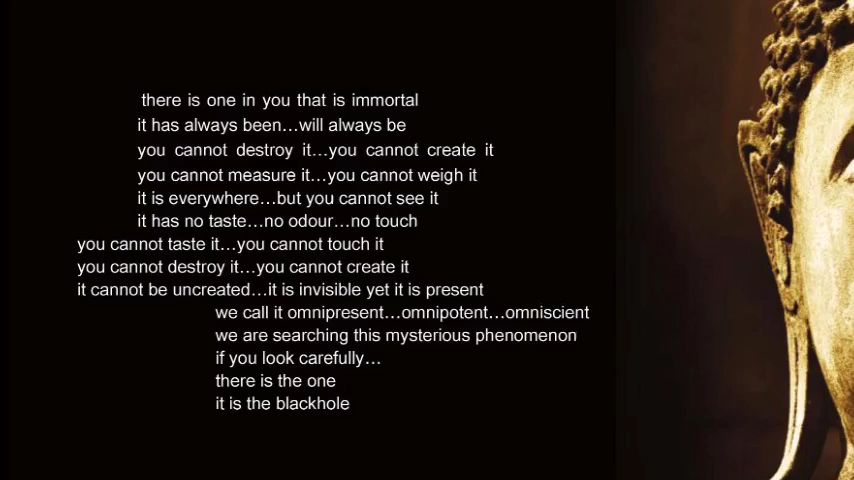 there is one in you that is immortal
it has always been…will always be
you cannot destroy it…you cannot create it
you cannot measure it…you cannot weigh it
it is everywhere…but you cannot see it
it has no taste…no odour…no touch
you cannot taste it…you cannot touch it
you cannot destroy it…you cannot create it
it cannot be uncreated…it is invisible yet it is present
we call it omnipresent…omnipotent…omniscient
we are searching this mysterious phenomenon
if you look carefully…
there is the one
it is the blackhole